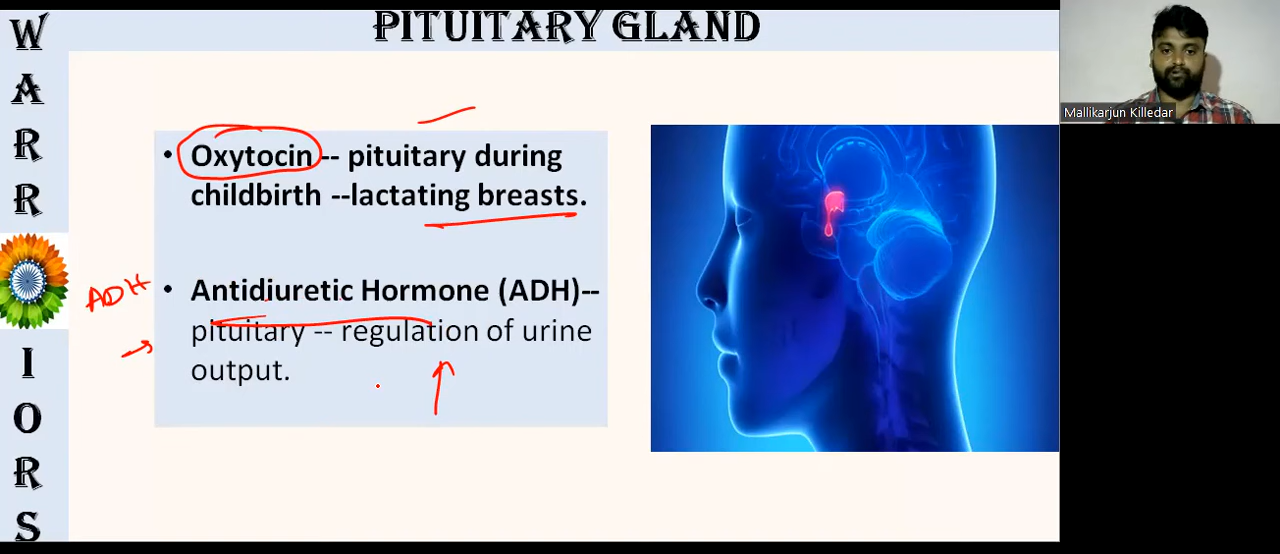 PITUITARY GLAND
W
A
R
R
I
O
R
S
• Oxytocin -- pituitary during
childbirth --lactating breasts.
ADH
• Antidiuretic Hormone (ADH)--
pituitary -- regulation of urine
output.
Mallikarjun Killedar